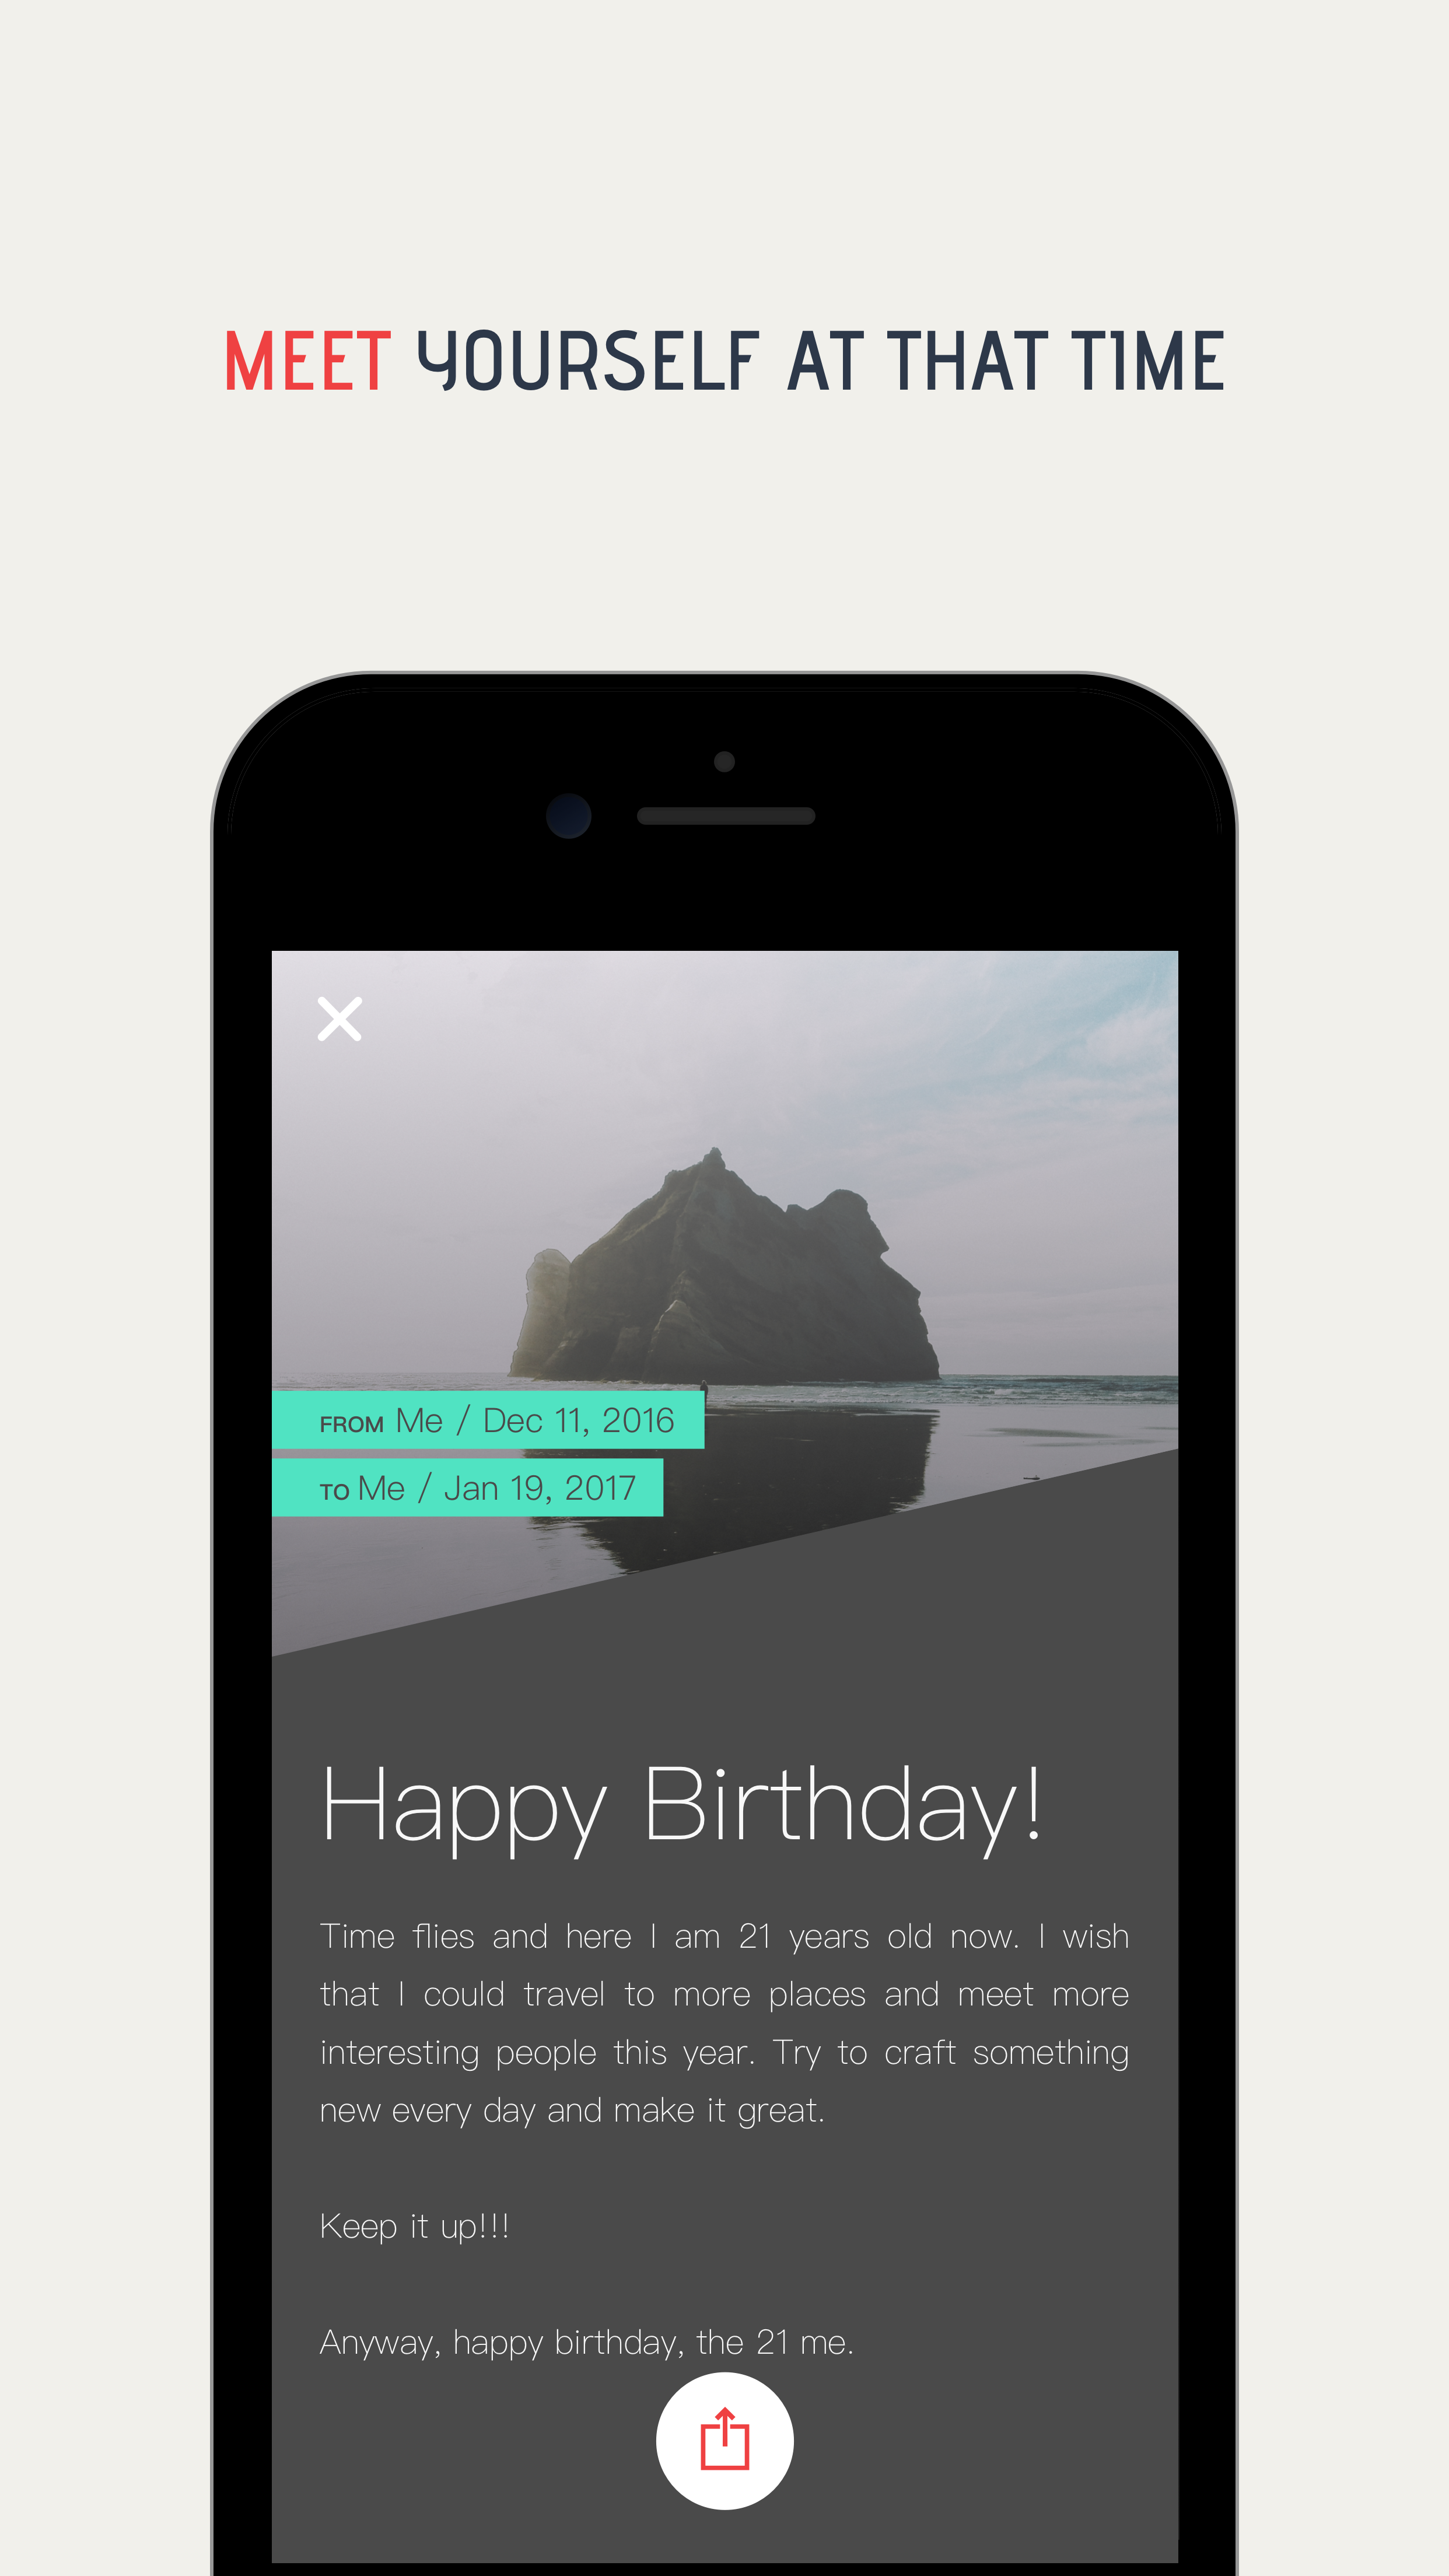 MEET YOURSELF AT THAT TIME
FROM Me / Dec 11, 2016
TO Me / Jan 19, 2017
Happy Birthday!
Time flies and here I am 21 years old now. I wish
that I could travel to more places and meet more
interesting people this year. Try to craft something
new every day and make it great.
Keep it up!!!
Anyway, happy birthday, the 21 me.